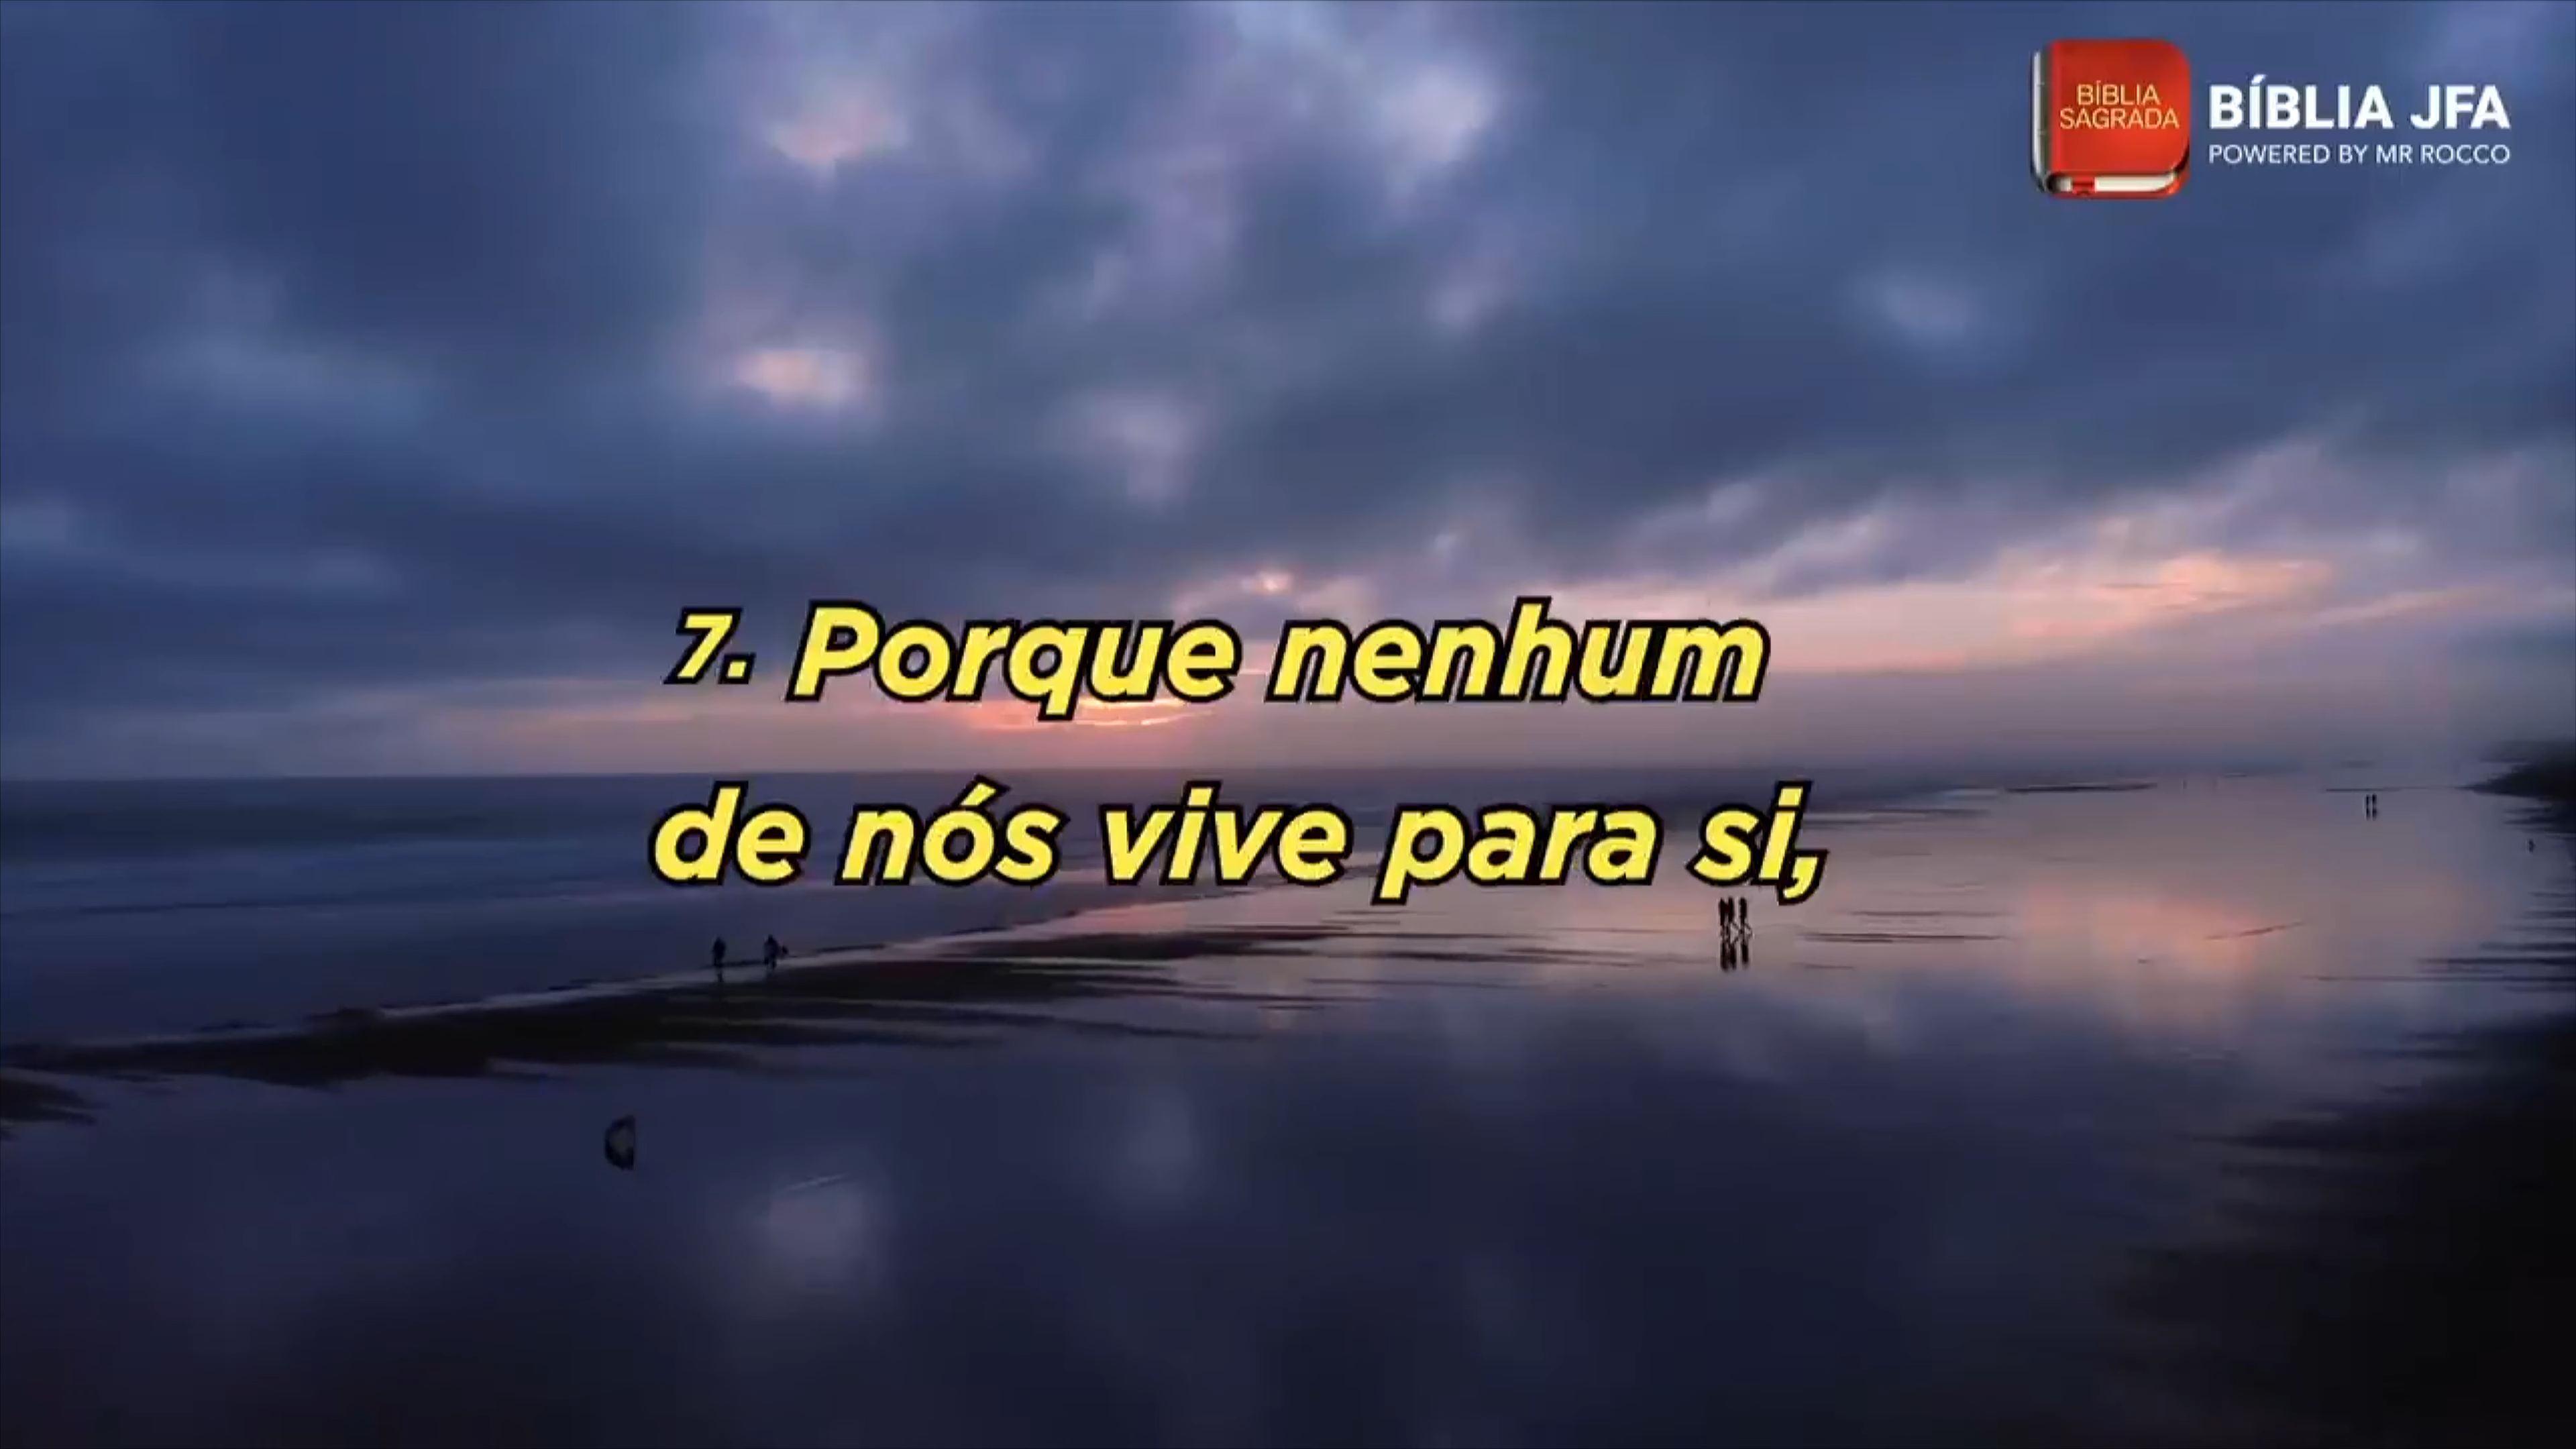 BÍBLIA
SAGRADA
BÍBLIA JFA
POWERED BY MR ROCCO
7. Porque nenhum
de nós vive para si,